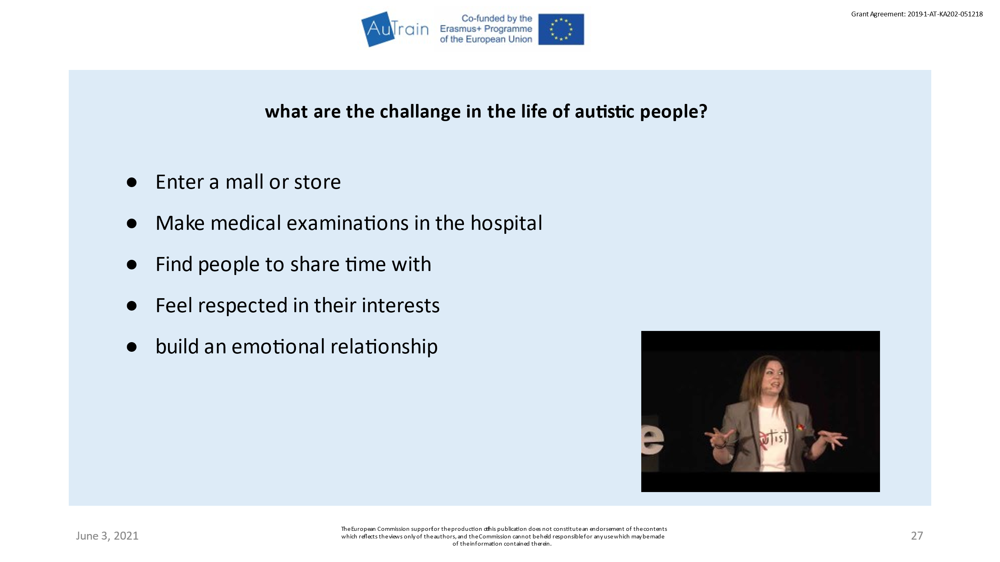 AuTrain
Co-funded by the
Erasmus+ Programme
of the European Union
Grant Agreement: 2019-1-AT-KA202-051218
what are the challange in the life of autistic people?
● Enter a mall or store
● Make medical examinations in the hospital
● Find people to share time with
● Feel respected in their interests
● build an emotional relationship
e
Autist
June 3, 2021
The European Commission support for the production of this publication does not constitute an endorsement of the contents
which reflects the views only of the authors, and the Commission cannot be held responsible for any use which may be made
of the information contained therein.
27